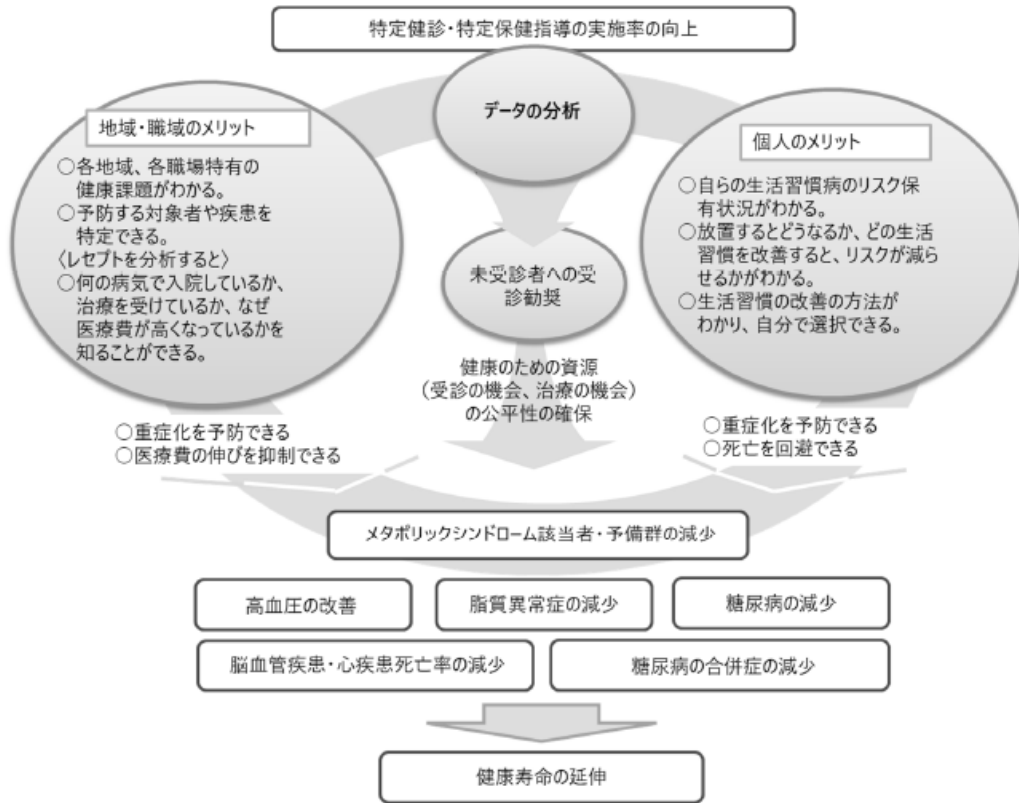 特定健診・特定保健指導の実施率の向上
データの分析
地域・職域のメリット
○各地域、各職場特有の
健康課題がわかる。
○予防する対象者や疾患を
特定できる。
〈レセプトを分析すると〉
○何の病気で入院しているか、
治療を受けているか、なぜ
医療費が高くなっているかを
知ることができる。
個人のメリット
○自らの生活習慣病のリスク保
有状況がわかる。
○放置するとどうなるか、どの生活
習慣を改善すると、リスクが減ら
せるかがわかる。
○生活習慣の改善の方法が
わかり、自分で選択できる。
未受診者への受
診勧奨
健康のための資源
(受診の機会、治療の機会)
の公平性の確保
○重症化を予防できる
○医療費の伸びを抑制できる
○重症化を予防できる
○死亡を回避できる
メタボリックシンドローム該当者・予備群の減少
高血圧の改善
脂質異常症の減少
糖尿病の減少
脳血管疾患・心疾患死亡率の減少
糖尿病の合併症の減少
健康寿命の延伸